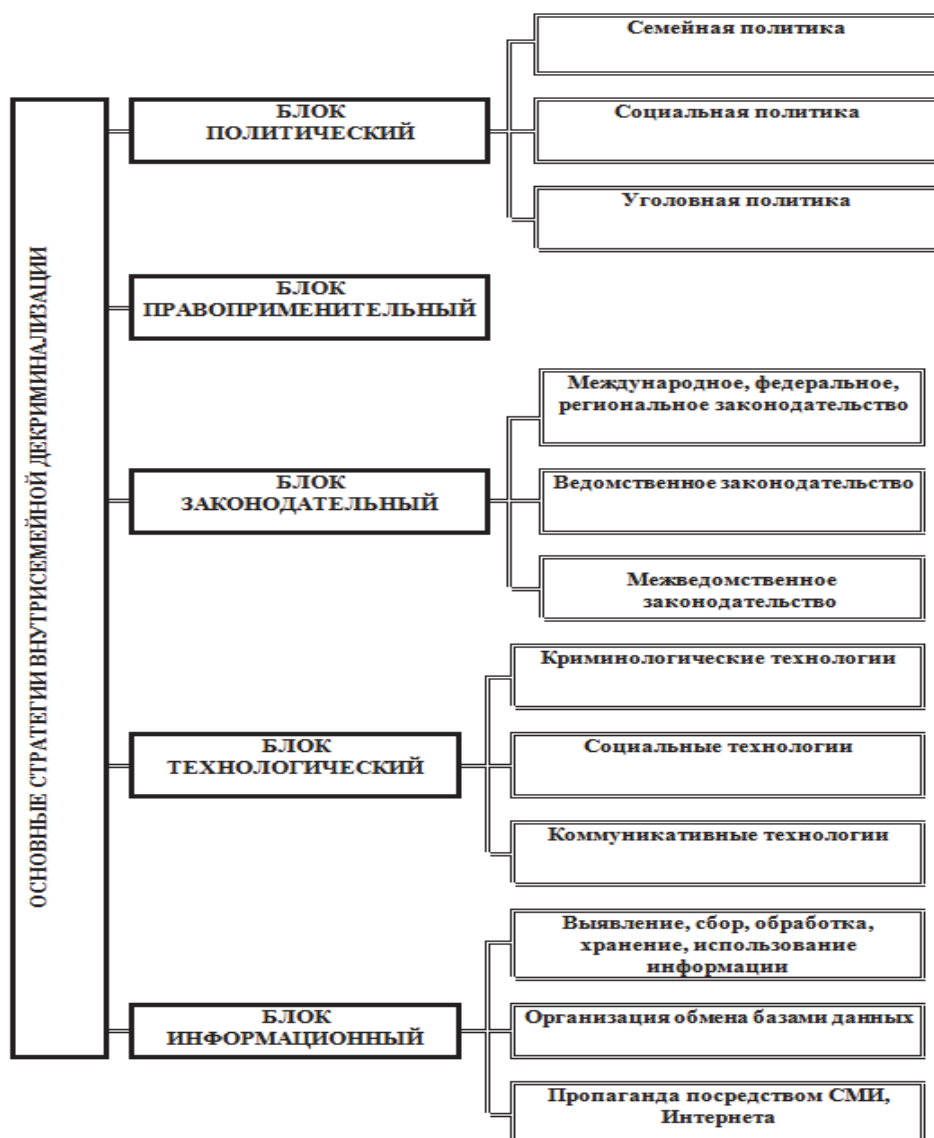 ОСНОВНЫЕ СТРАТЕГИИ ВНУТРИСЕМЕЙНОЙ ДЕКРИМИНАЛИЗАЦИИ
БЛОК
ПОЛИТИЧЕСКИЙ
Семейная политика
Социальная политика
Уголовная политика
БЛОК
ПРАВОПРИМЕНИТЕЛЬНЫЙ
БЛОК
ЗАКОНОДАТЕЛЬНЫЙ
Международное, федеральное,
региональное законодательство
Ведомственное законодательство
Межведомственное
законодательство
БЛОК
ТЕХНОЛОГИЧЕСКИЙ
Криминологические технологии
Социальные технологии
Коммуникативные технологии
БЛОК
ИНФОРМАЦИОННЫЙ
Выявление, сбор, обработка,
хранение, использование
информации
Организация обмена базами данных
Пропаганда посредством СМИ,
Интернета